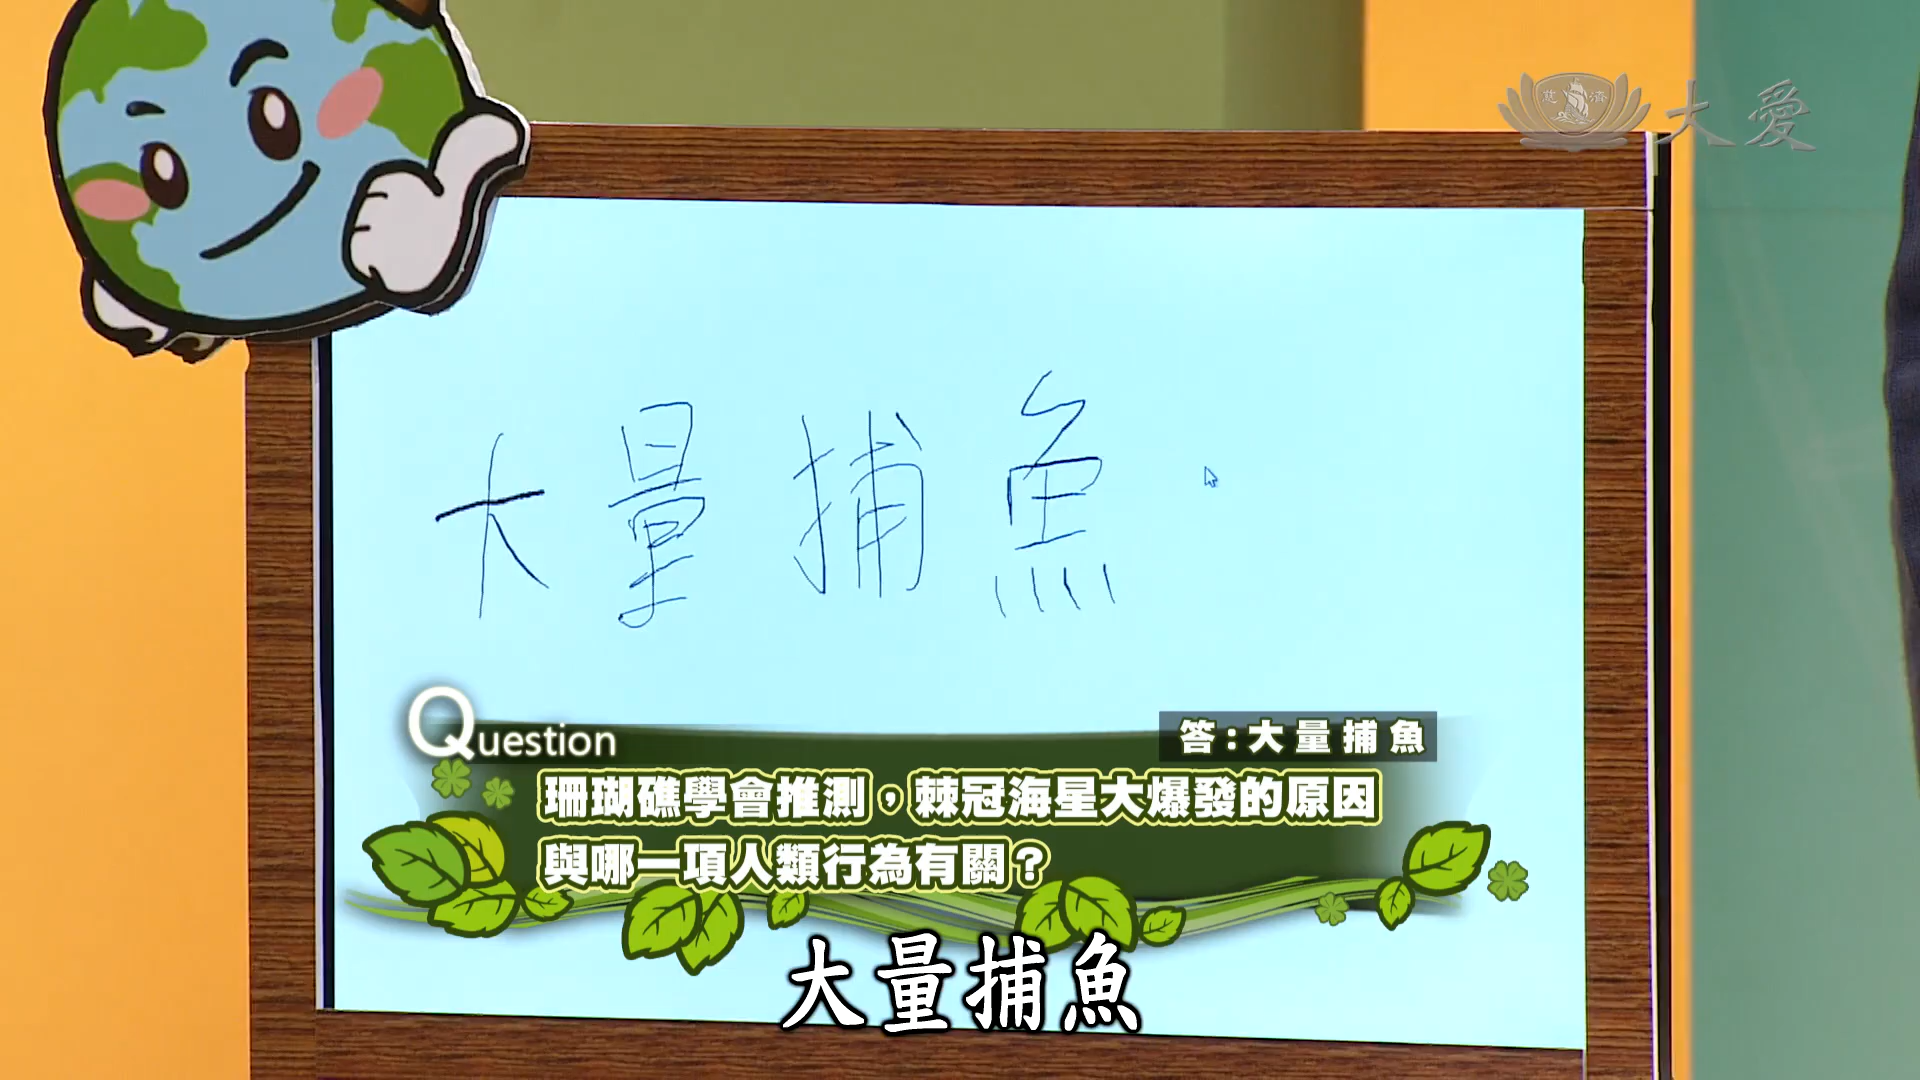 慈濟
大愛
大量捕魚
Question
答:大量捕魚
珊瑚礁學會推測，棘冠海星大爆發的原因
與哪一項人類行為有關？
大量捕魚